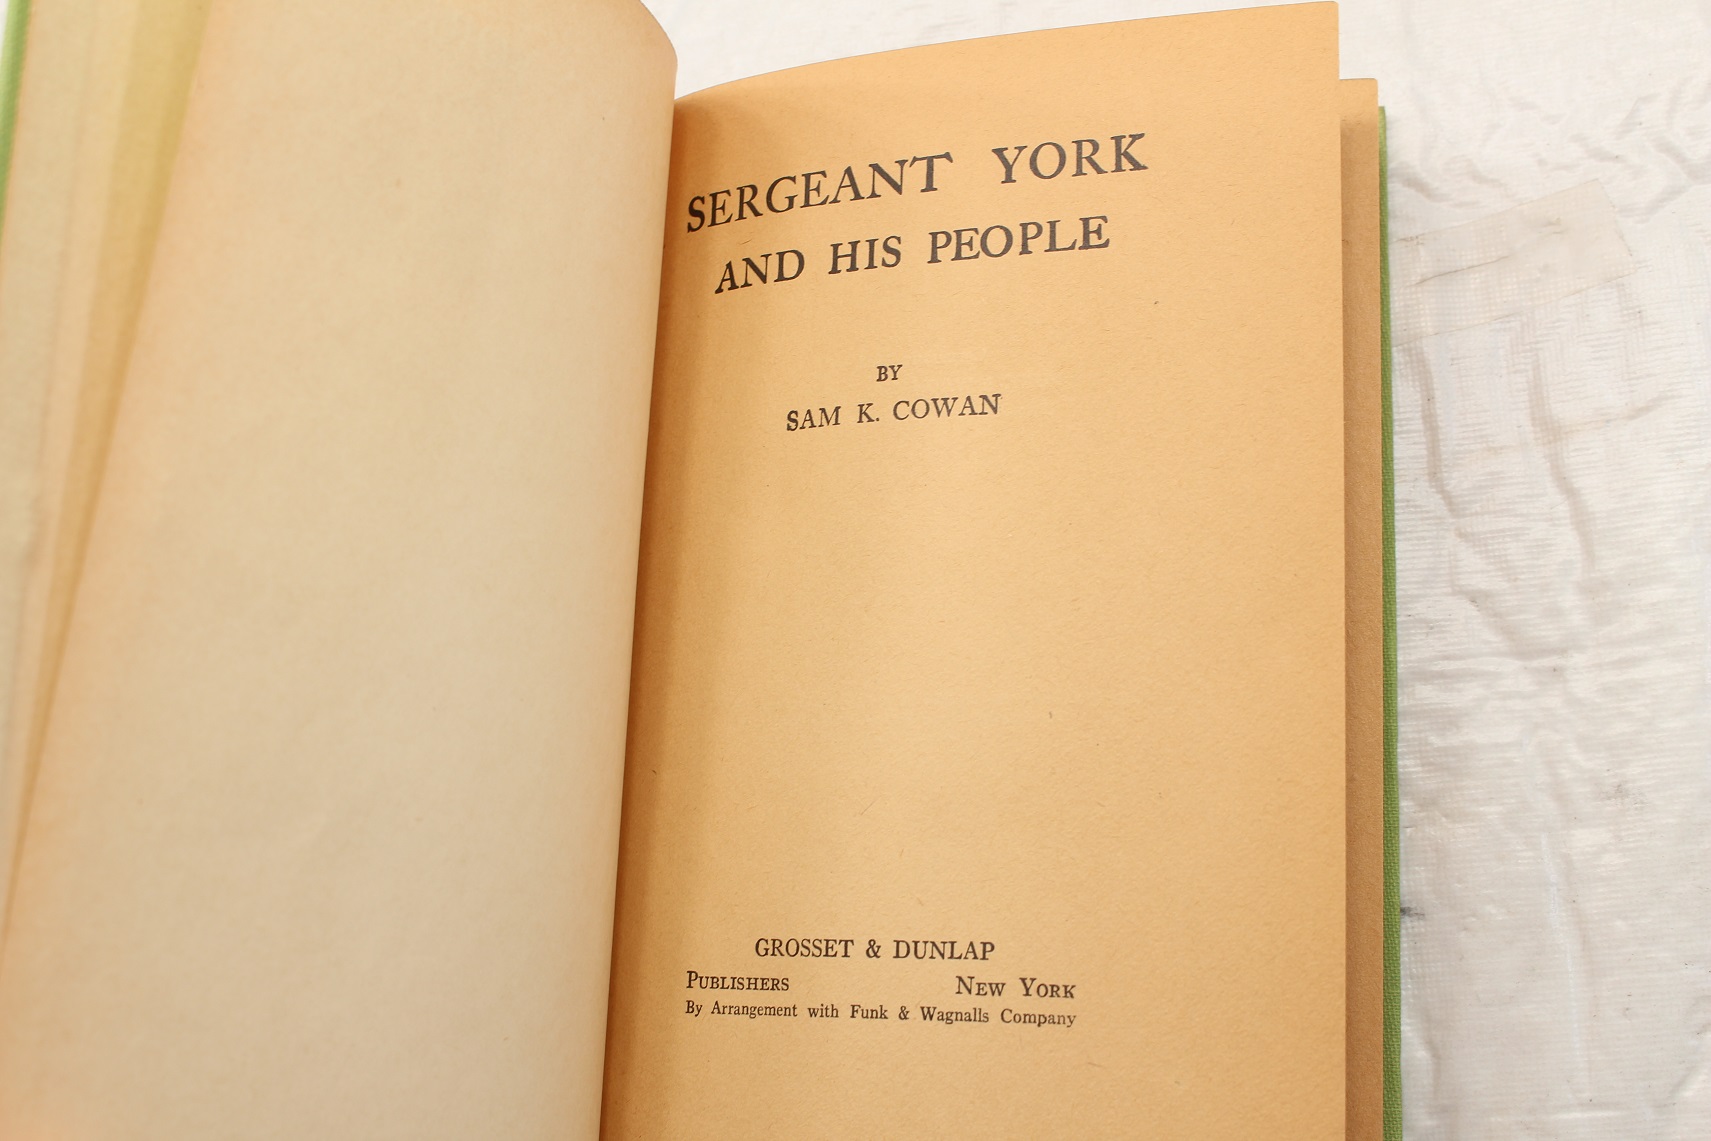 SERGEANT YORK
AND HIS PEOPLE
BY
SAM K. COWAN
GROSSET & DUNLAP
PUBLISHERS NEW YORK
By Arrangement with Funk & Wagnalls Company